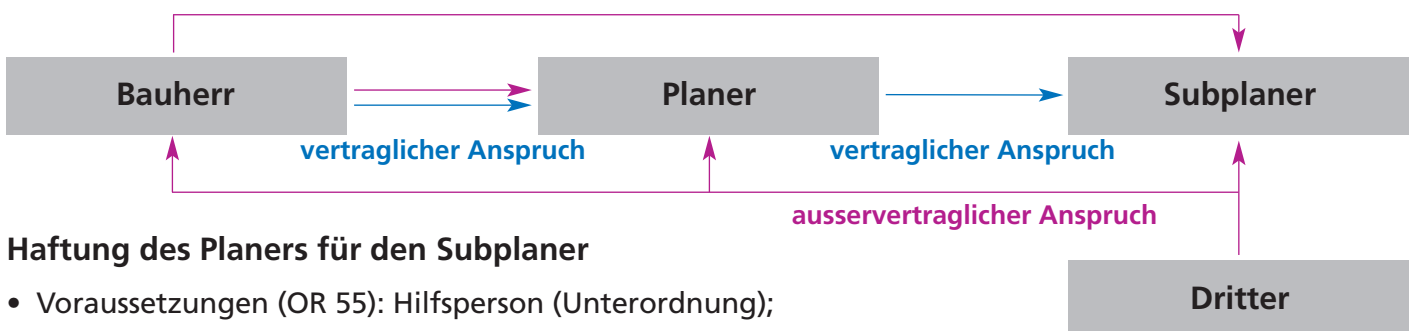 Bauherr Planer Subplaner
vertraglicher Anspruch vertraglicher Anspruch
ausservertraglicher Anspruch
Haftung des Planers für den Subplaner
Dritter
• Voraussetzungen (OR 55): Hilfsperson (Unterordnung);